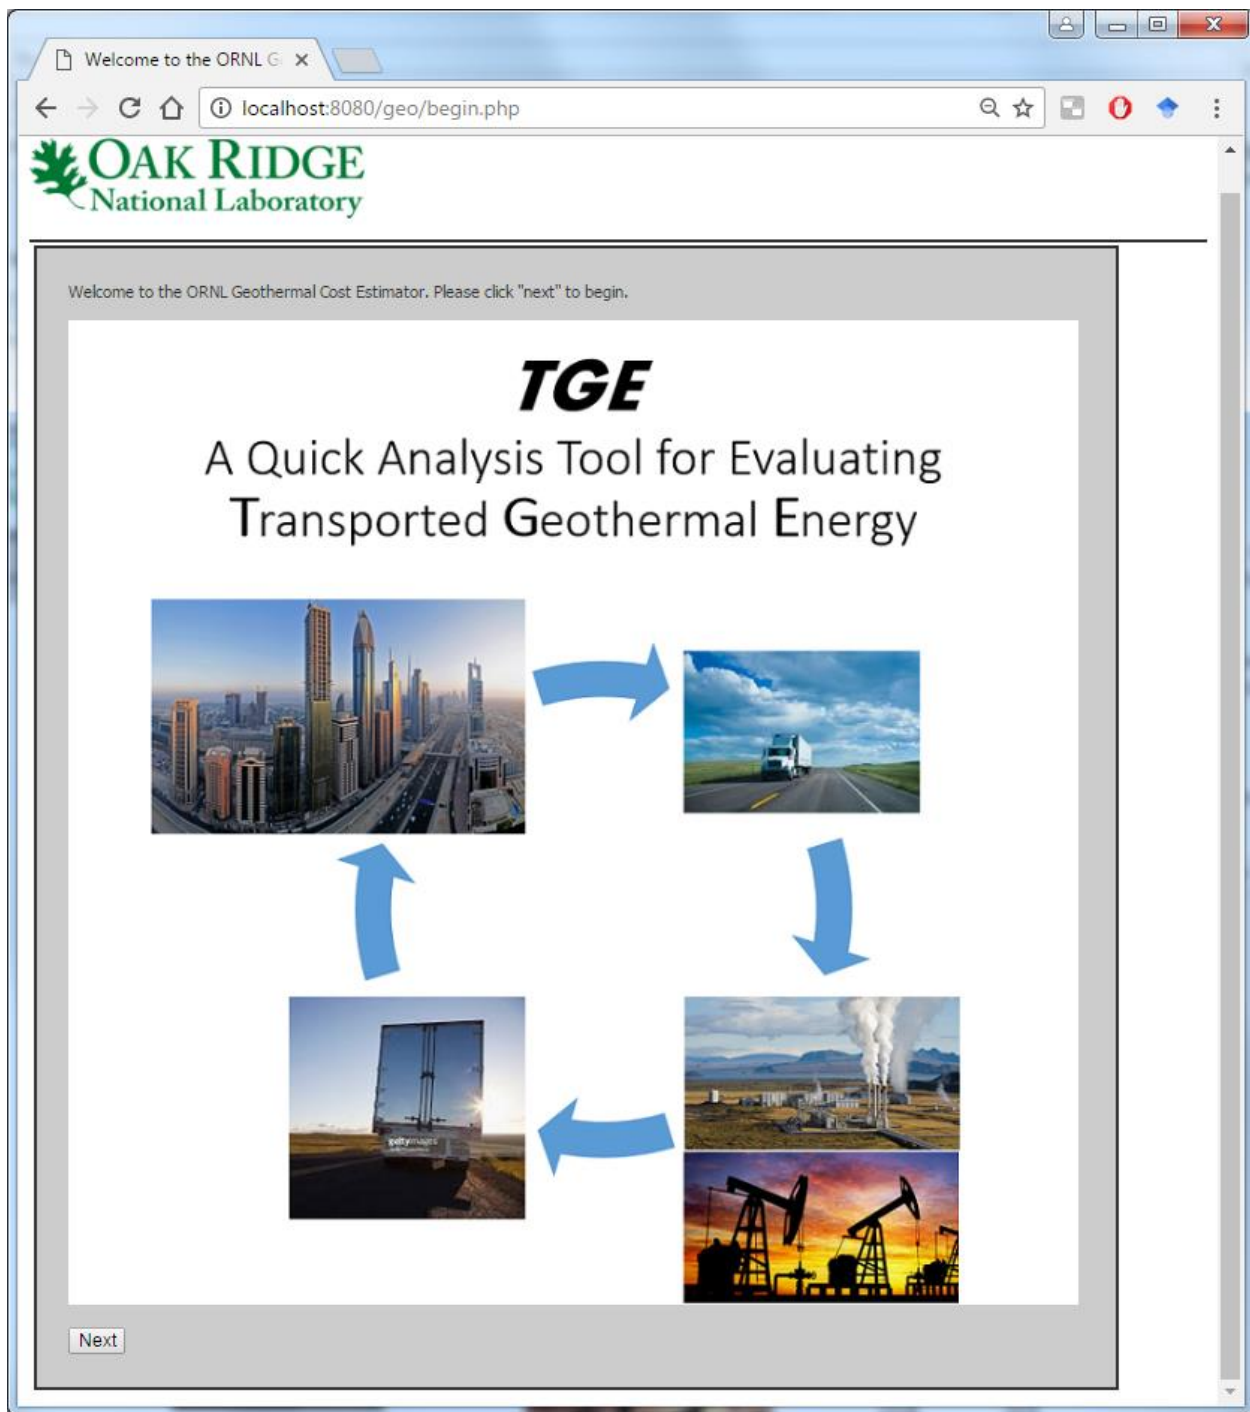 Welcome to the ORNL G
localhost:8080/geo/begin.php
OAK RIDGE
National Laboratory
Welcome to the ORNL Geothermal Cost Estimator. Please click "next" to begin.
TGE
A Quick Analysis Tool for Evaluating
Transported Geothermal Energy
gettyimages
Next